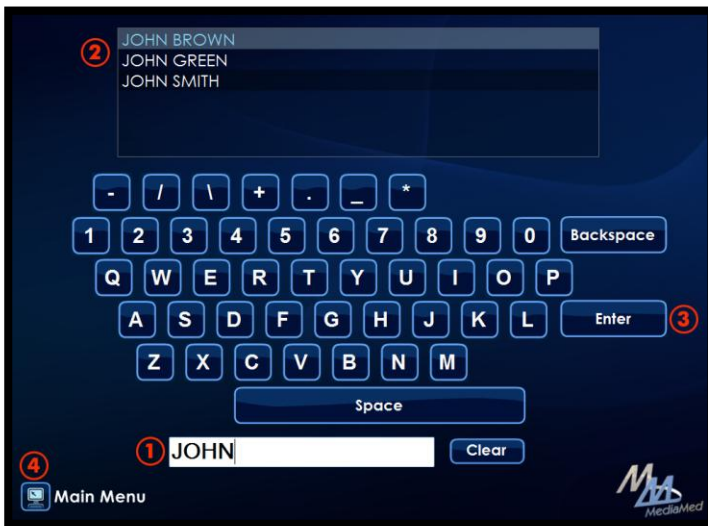 ② JOHN BROWN
JOHN GREEN
JOHN SMITH
- / \ + . _ *
1 2 3 4 5 6 7 8 9 0 Backspace
Q W E R T Y U I O P
A S D F G H J K L Enter ③
Z X C V B N M
Space
① JOHN Clear
④
Main Menu
MM
MediaMed